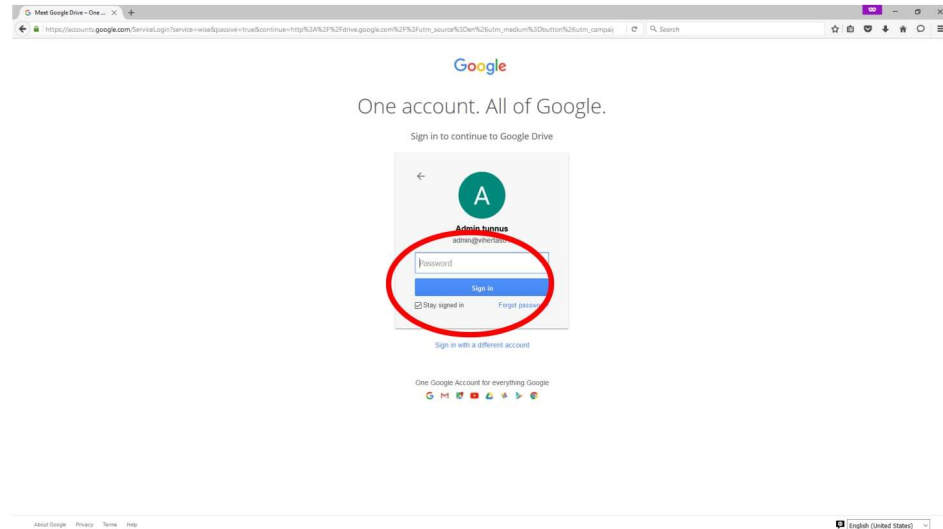 Meet Google Drive – One ...
https://accounts.google.com/ServiceLogin?service=wise&passive=true&continue=http%3A%2F%2Fdrive.google.com%2F%3Futm_source%3Den%26utm_medium%3Dbutton%26utm_campaig
Search
Google
One account. All of Google.
Sign in to continue to Google Drive
A
Admin tunnus
Password
Sign in
Stay signed in
Forgot password?
Sign in with a different account
One Google Account for everything Google
About Google Privacy Terms Help
English (United States)